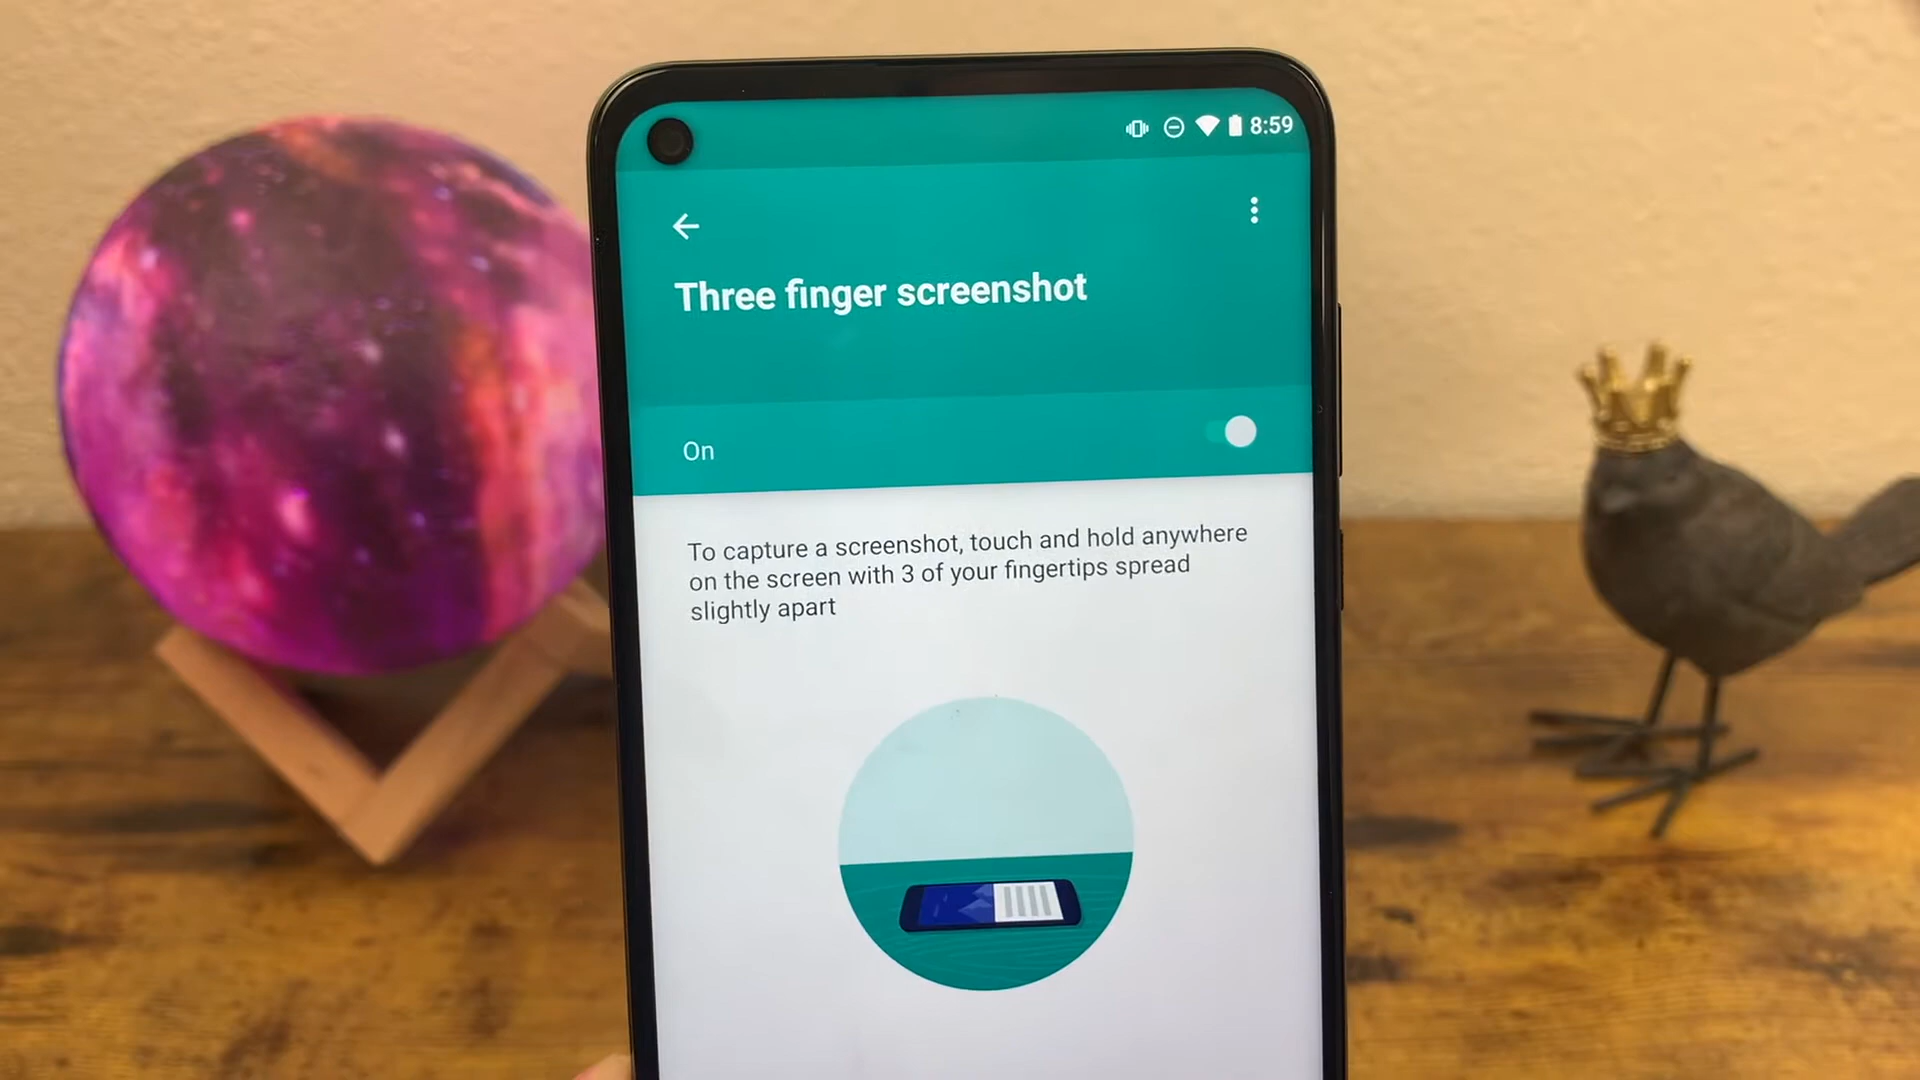 8:59
Three finger screenshot
On
To capture a screenshot, touch and hold anywhere
on the screen with 3 of your fingertips spread
slightly apart